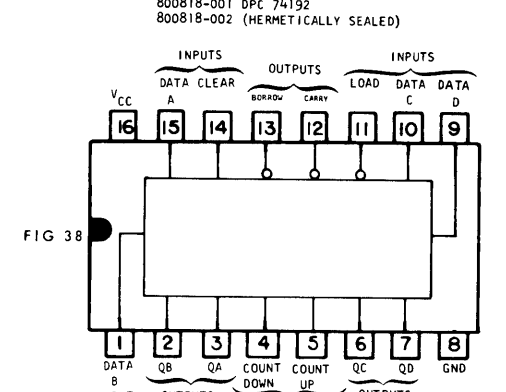 800818-001 DPC 74192
800818-002 (HERMETICALLY SEALED)
INPUTS INPUTS
OUTPUTS
DATA CLEAR LOAD DATA DATA
VCC A BORROW CARRY C D
16 15 14 13 12 11 10 9
FIG 38
1 2 3 4 5 6 7 8
DATA QB QA COUNT COUNT QC QD GND
B DOWN UP
OUTPUTS